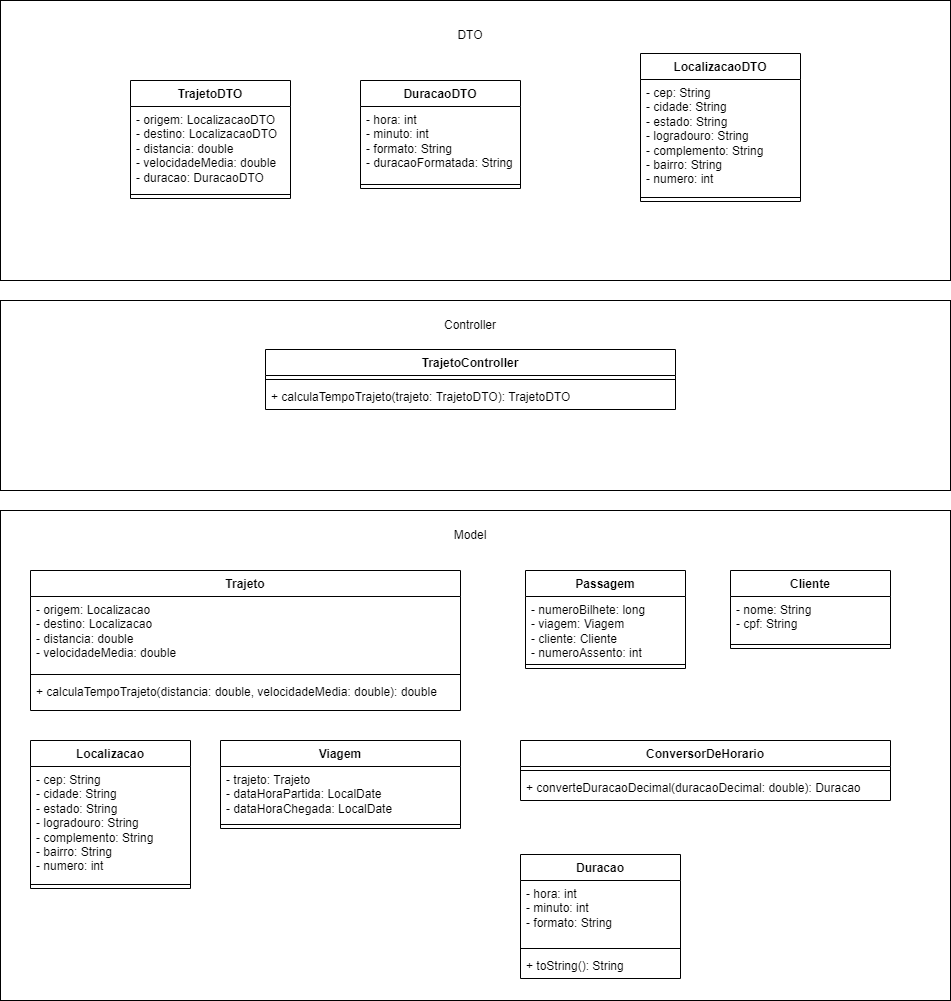 DTO
TrajetoDTO
- origem: LocalizacaoDTO
- destino: LocalizacaoDTO
- distancia: double
- velocidadeMedia: double
- duracao: DuracaoDTO
DuracaoDTO
- hora: int
- minuto: int
- formato: String
- duracaoFormatada: String
LocalizacaoDTO
- cep: String
- cidade: String
- estado: String
- logradouro: String
- complemento: String
- bairro: String
- numero: int
Controller
TrajetoController
+ calculaTempoTrajeto(trajeto: TrajetoDTO): TrajetoDTO
Model
Trajeto
- origem: Localizacao
- destino: Localizacao
- distancia: double
- velocidadeMedia: double
+ calculaTempoTrajeto(distancia: double, velocidadeMedia: double): double
Passagem
- numeroBilhete: long
- viagem: Viagem
- cliente: Cliente
- numeroAssento: int
Cliente
- nome: String
- cpf: String
Localizacao
- cep: String
- cidade: String
- estado: String
- logradouro: String
- complemento: String
- bairro: String
- numero: int
Viagem
- trajeto: Trajeto
- dataHoraPartida: LocalDate
- dataHoraChegada: LocalDate
ConversorDeHorario
+ converteDuracaoDecimal(duracaoDecimal: double): Duracao
Duracao
- hora: int
- minuto: int
- formato: String
+ toString(): String